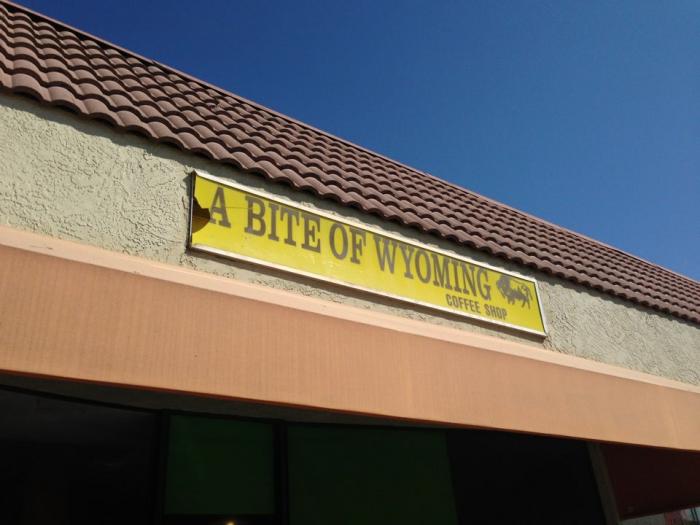 A BITE OF WYOMING
COFFEE SHOP